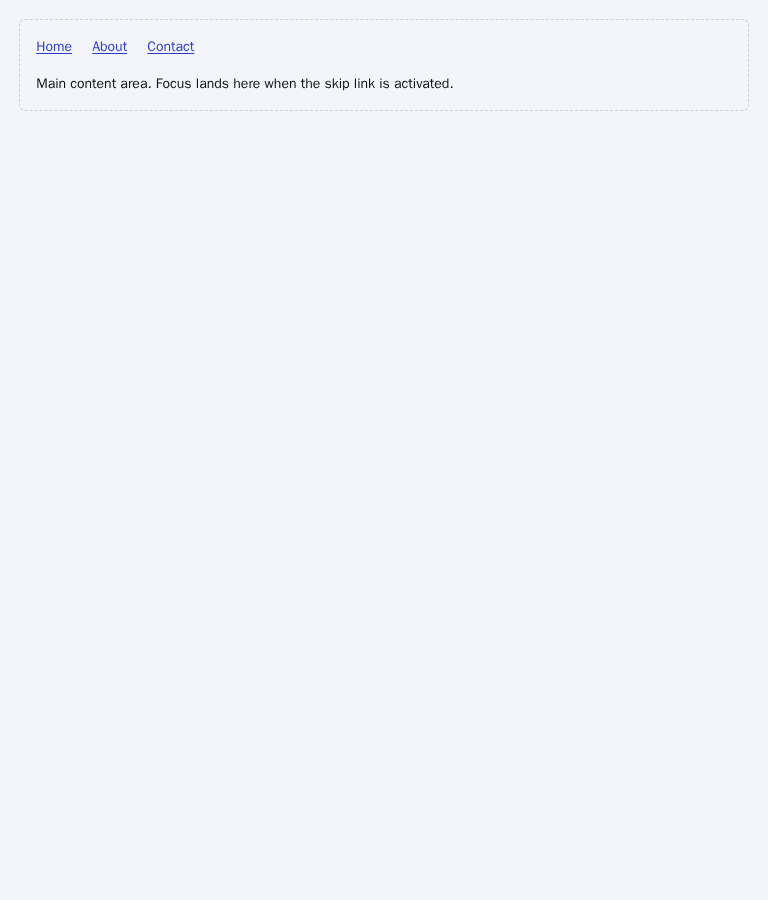 Home About Contact
Main content area. Focus lands here when the skip link is activated.